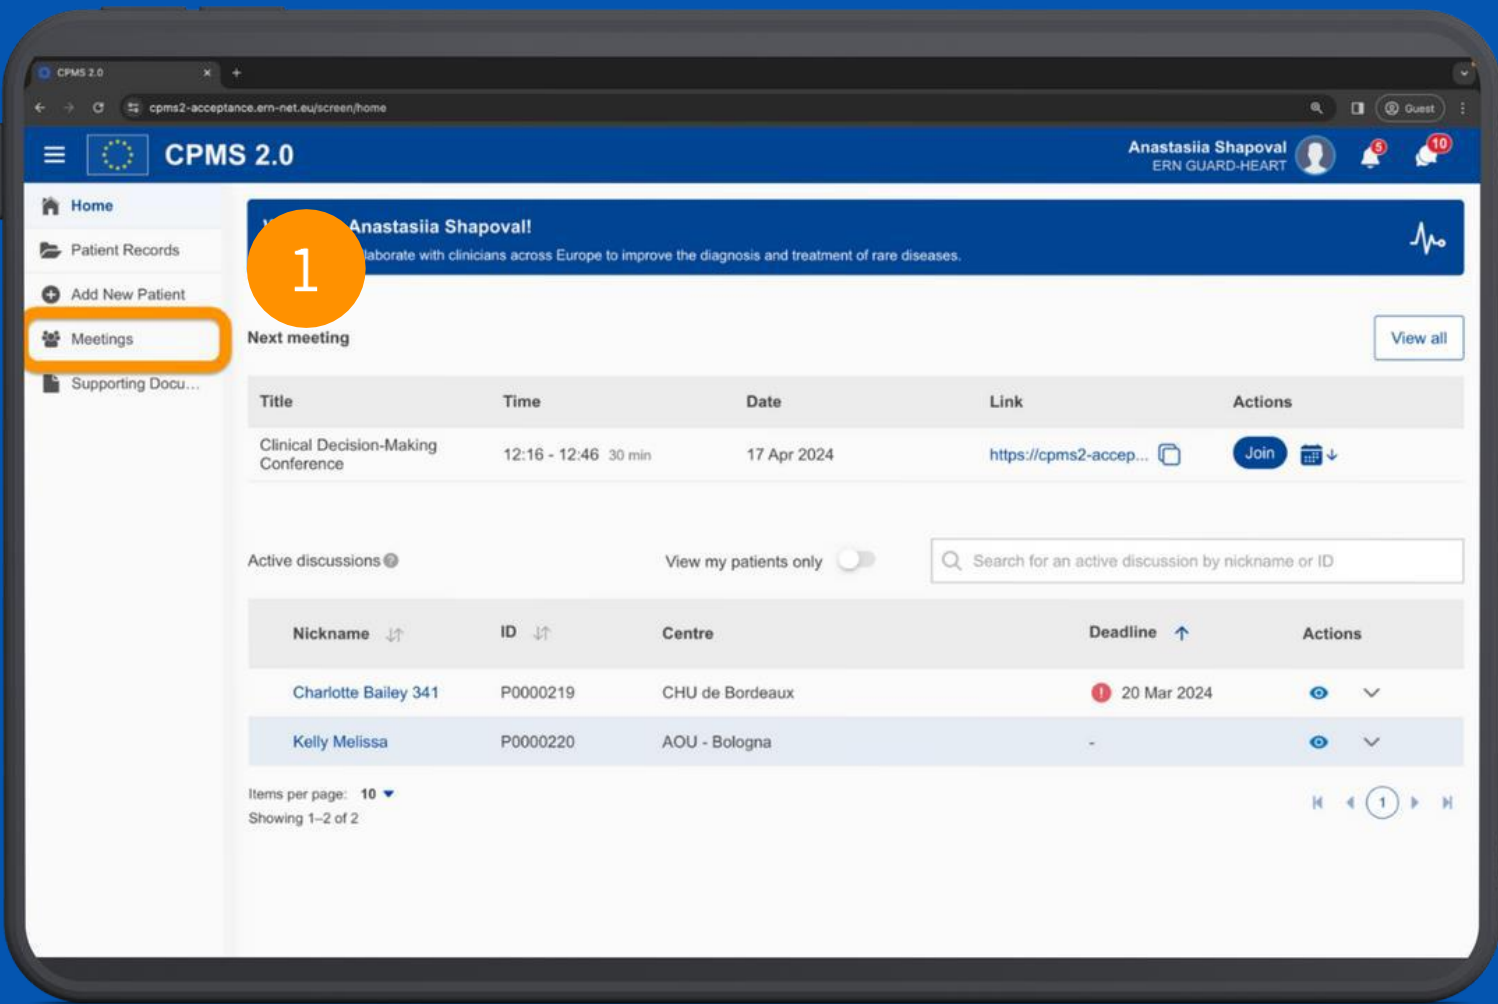 CPMS 2.0
cpms2-acceptance.ern-net.eu/screen/home
Guest
CPMS 2.0
Anastasiia Shapoval
ERN GUARD-HEART
5
10
Home
Patient Records
Add New Patient
Meetings
Supporting Docu...
1
Anastasiia Shapoval!
laborate with clinicians across Europe to improve the diagnosis and treatment of rare diseases.
Next meeting
View all
Title Time Date Link Actions
Clinical Decision-Making
Conference
12:16 - 12:46 30 min 17 Apr 2024 https://cpms2-accep... Join
Active discussions
View my patients only
Search for an active discussion by nickname or ID
Nickname ID Centre Deadline Actions
Charlotte Bailey 341 P0000219 CHU de Bordeaux 20 Mar 2024
Kelly Melissa P0000220 AOU - Bologna -
Items per page: 10
Showing 1–2 of 2
1